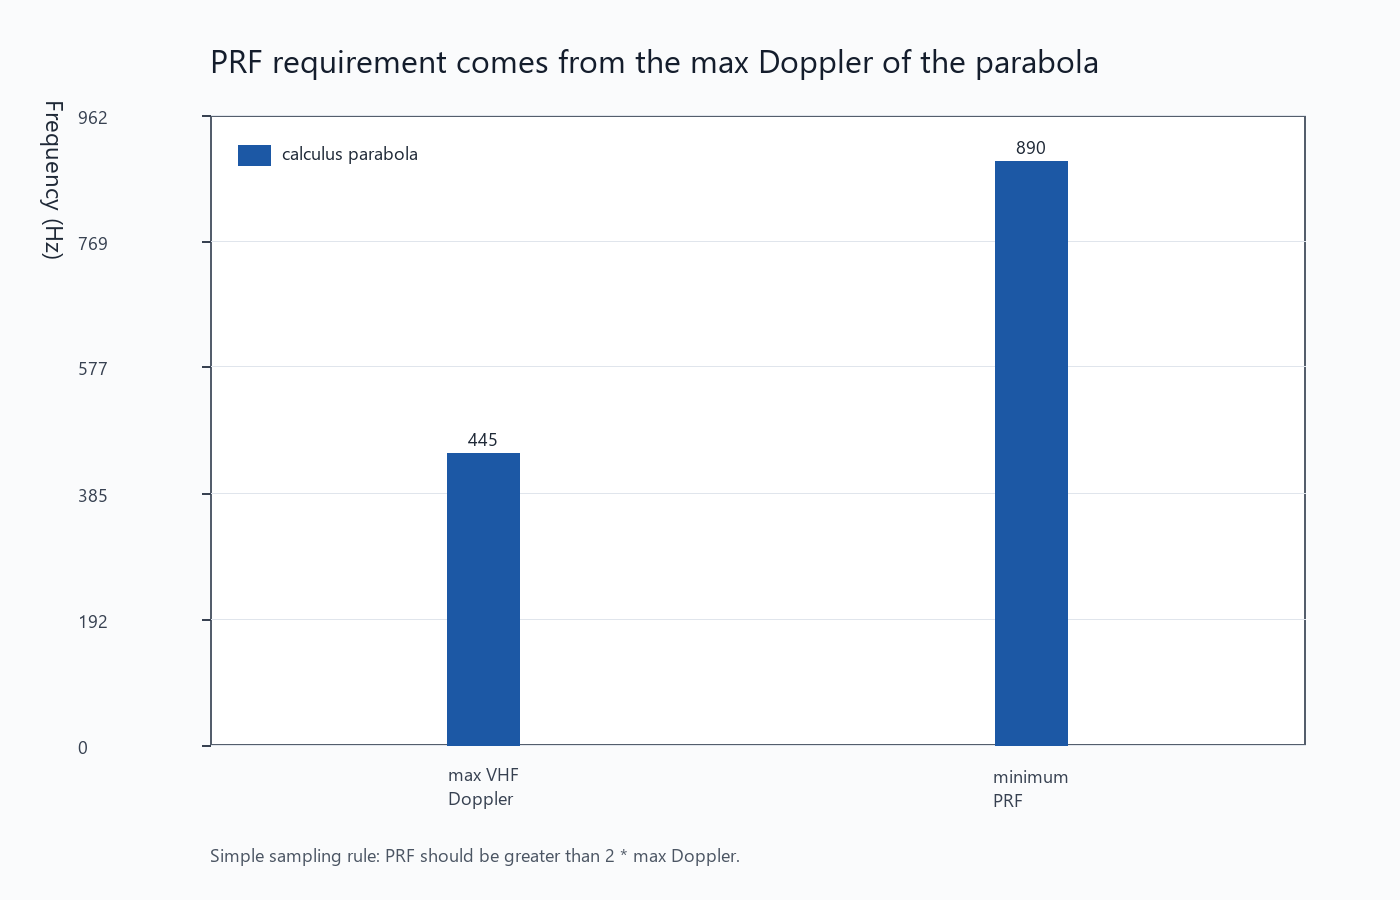 PRF requirement comes from the max Doppler of the parabola
Frequency (Hz)
962
769
577
385
192
0
calculus parabola
445
890
max VHF
Doppler
minimum
PRF
Simple sampling rule: PRF should be greater than 2 * max Doppler.